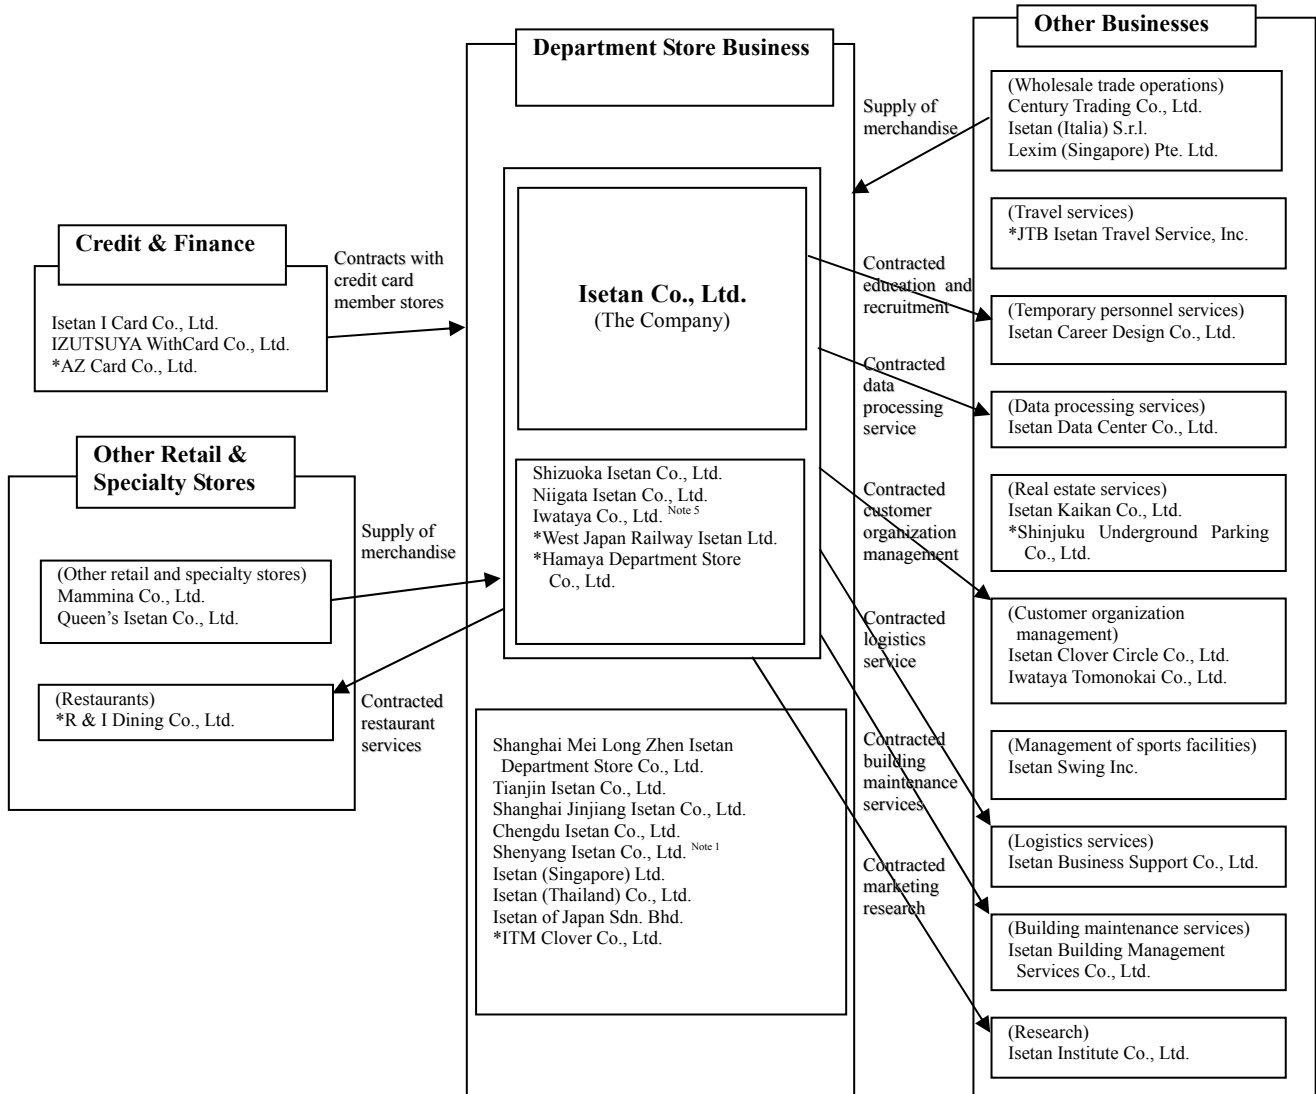 Credit & Finance
Isetan I Card Co., Ltd.
IZUTSUYA WithCard Co., Ltd.
*AZ Card Co., Ltd.
Contracts with
credit card
member stores
Other Retail &
Specialty Stores
(Other retail and specialty stores)
Mammina Co., Ltd.
Queen’s Isetan Co., Ltd.
(Restaurants)
*R & I Dining Co., Ltd.
Supply of
merchandise
Contracted
restaurant
services
Department Store Business
Isetan Co., Ltd.
(The Company)
Shizuoka Isetan Co., Ltd.
Niigata Isetan Co., Ltd.
Iwataya Co., Ltd. Note 5
*West Japan Railway Isetan Ltd.
*Hamaya Department Store
Co., Ltd.
Shanghai Mei Long Zhen Isetan
Department Store Co., Ltd.
Tianjin Isetan Co., Ltd.
Shanghai Jinjiang Isetan Co., Ltd.
Chengdu Isetan Co., Ltd.
Shenyang Isetan Co., Ltd. Note 1
Isetan (Singapore) Ltd.
Isetan (Thailand) Co., Ltd.
Isetan of Japan Sdn. Bhd.
*ITM Clover Co., Ltd.
Supply of
merchandise
Contracted
education and
recruitment
Contracted
data
processing
service
Contracted
customer
organization
management
Contracted
logistics
service
Contracted
building
maintenance
services
Contracted
marketing
research
Other Businesses
(Wholesale trade operations)
Century Trading Co., Ltd.
Isetan (Italia) S.r.l.
Lexim (Singapore) Pte. Ltd.
(Travel services)
*JTB Isetan Travel Service, Inc.
(Temporary personnel services)
Isetan Career Design Co., Ltd.
(Data processing services)
Isetan Data Center Co., Ltd.
(Real estate services)
Isetan Kaikan Co., Ltd.
*Shinjuku Underground Parking
Co., Ltd.
(Customer organization
management)
Isetan Clover Circle Co., Ltd.
Iwataya Tomonokai Co., Ltd.
(Management of sports facilities)
Isetan Swing Inc.
(Logistics services)
Isetan Business Support Co., Ltd.
(Building maintenance services)
Isetan Building Management
Services Co., Ltd.
(Research)
Isetan Institute Co., Ltd.